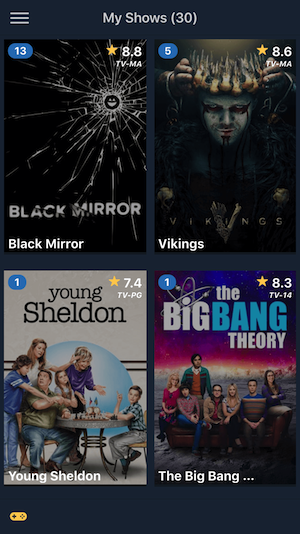 My Shows (30)
13
8.8
TV-MA
BLACK MIRROR
Black Mirror
5
8.6
TV-MA
VIKINGS
Vikings
1
7.4
TV-PG
young
Sheldon
Young Sheldon
1
8.3
TV-14
the
BIGBANG
THEORY
The Big Bang ...